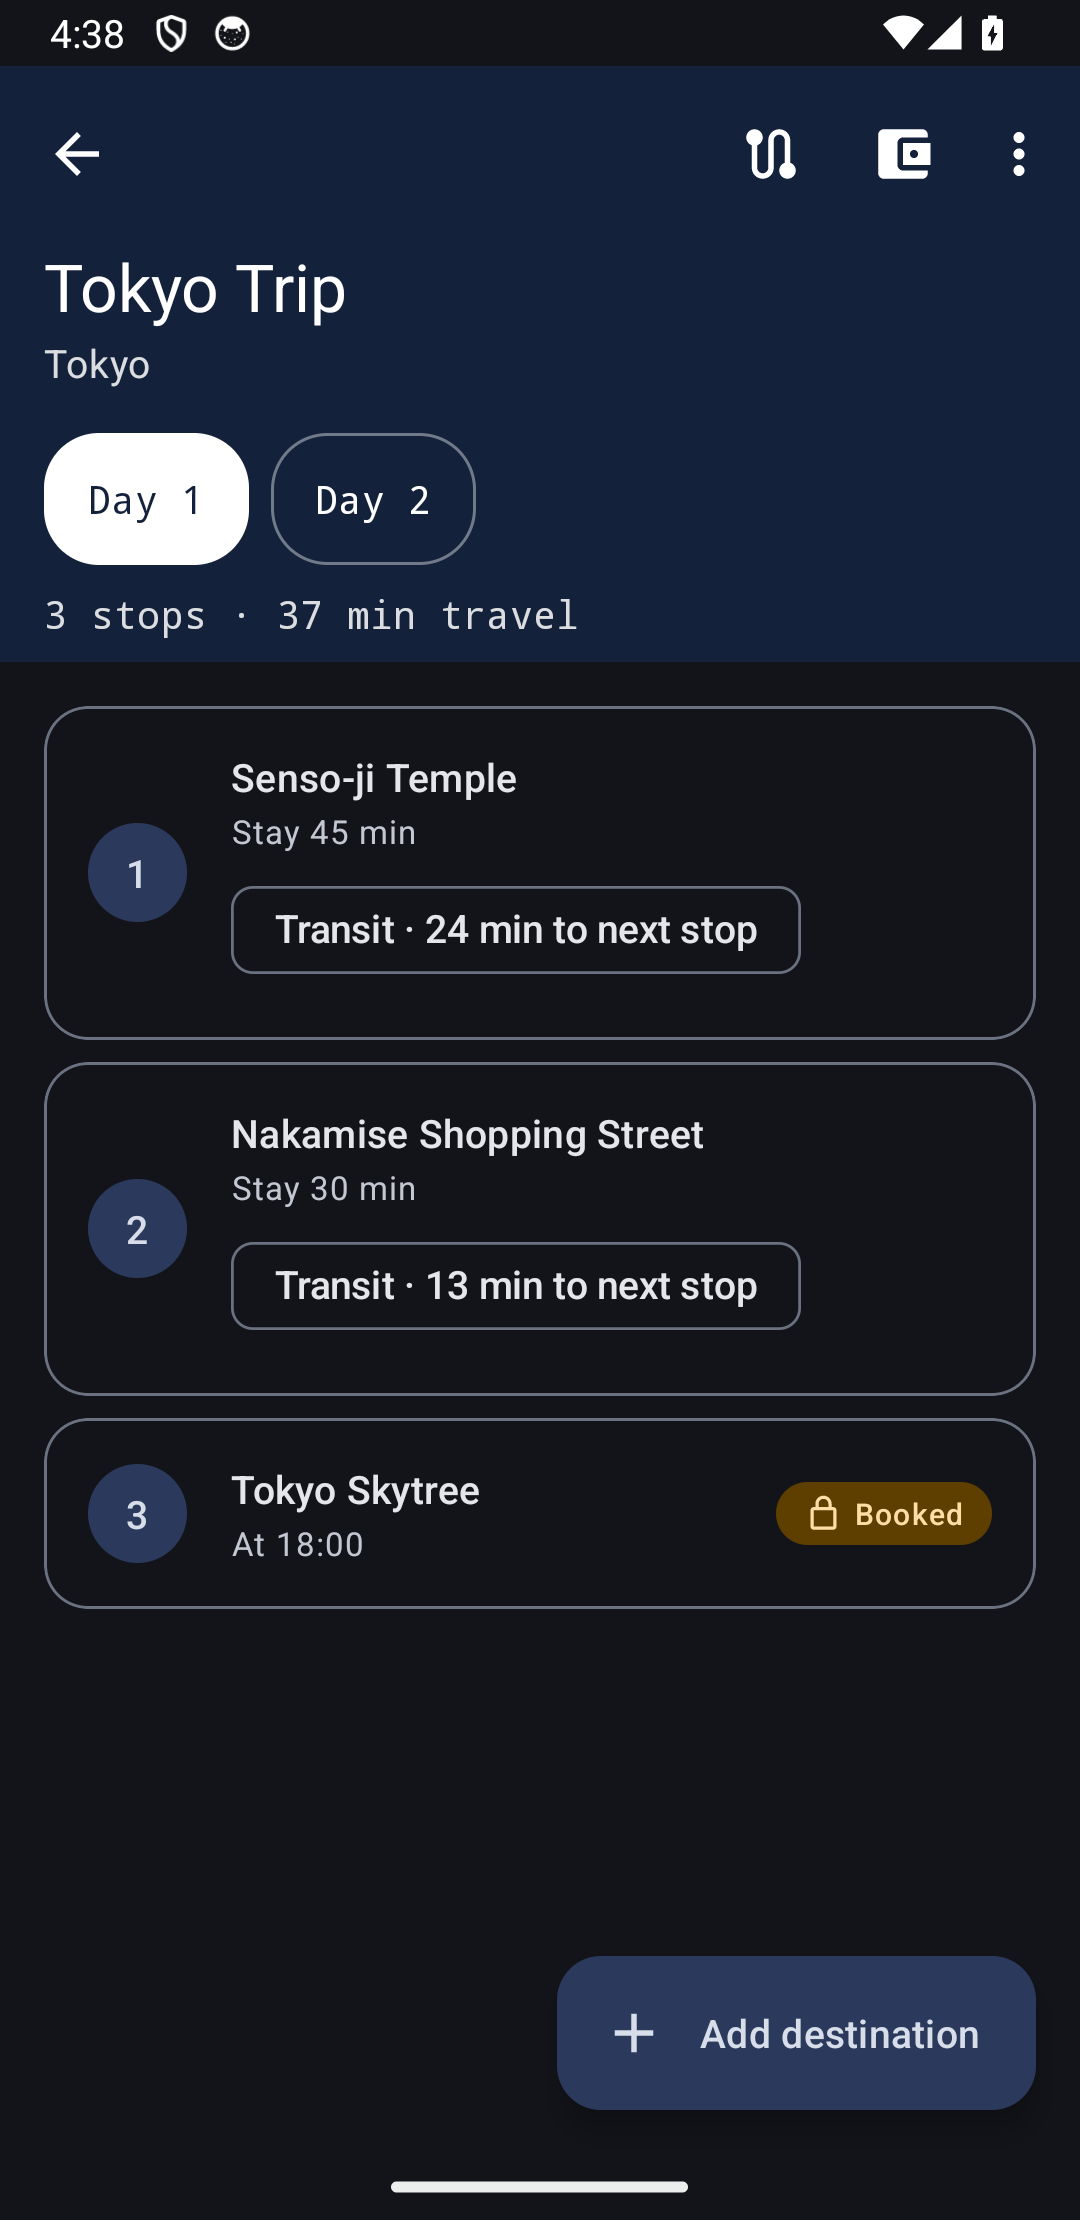 4:38
Tokyo Trip
Tokyo
Day 1
Day 2
3 stops · 37 min travel
1
Senso-ji Temple
Stay 45 min
Transit · 24 min to next stop
2
Nakamise Shopping Street
Stay 30 min
Transit · 13 min to next stop
3
Tokyo Skytree
At 18:00
Booked
Add destination